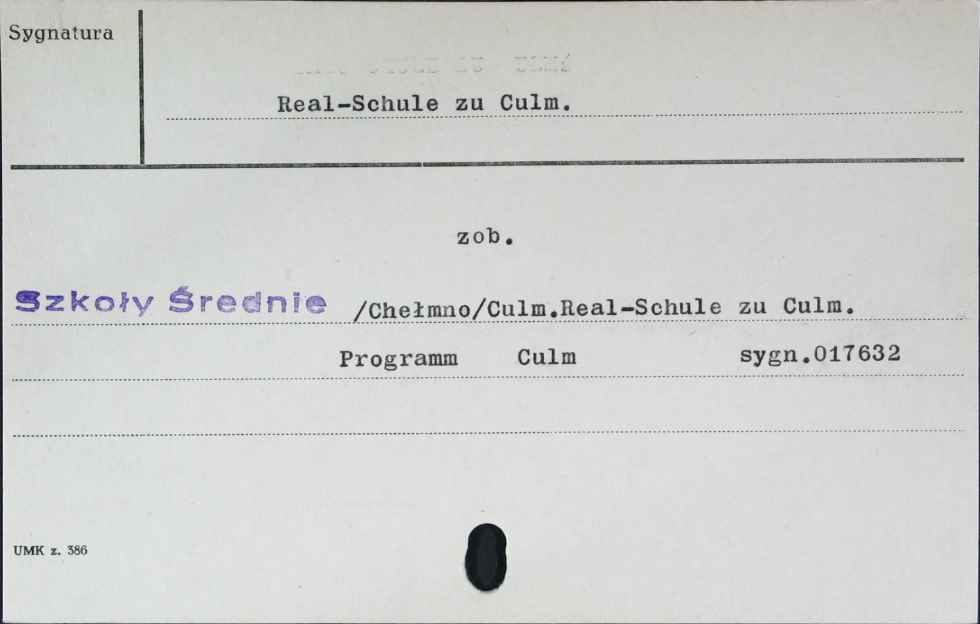 Sygnatura
Real-Schule zu Culm.
zob.
Szkoły Średnie /Chełmno/Culm.Real-Schule zu Culm.
Programm Culm sygn.017632
UMK z. 386